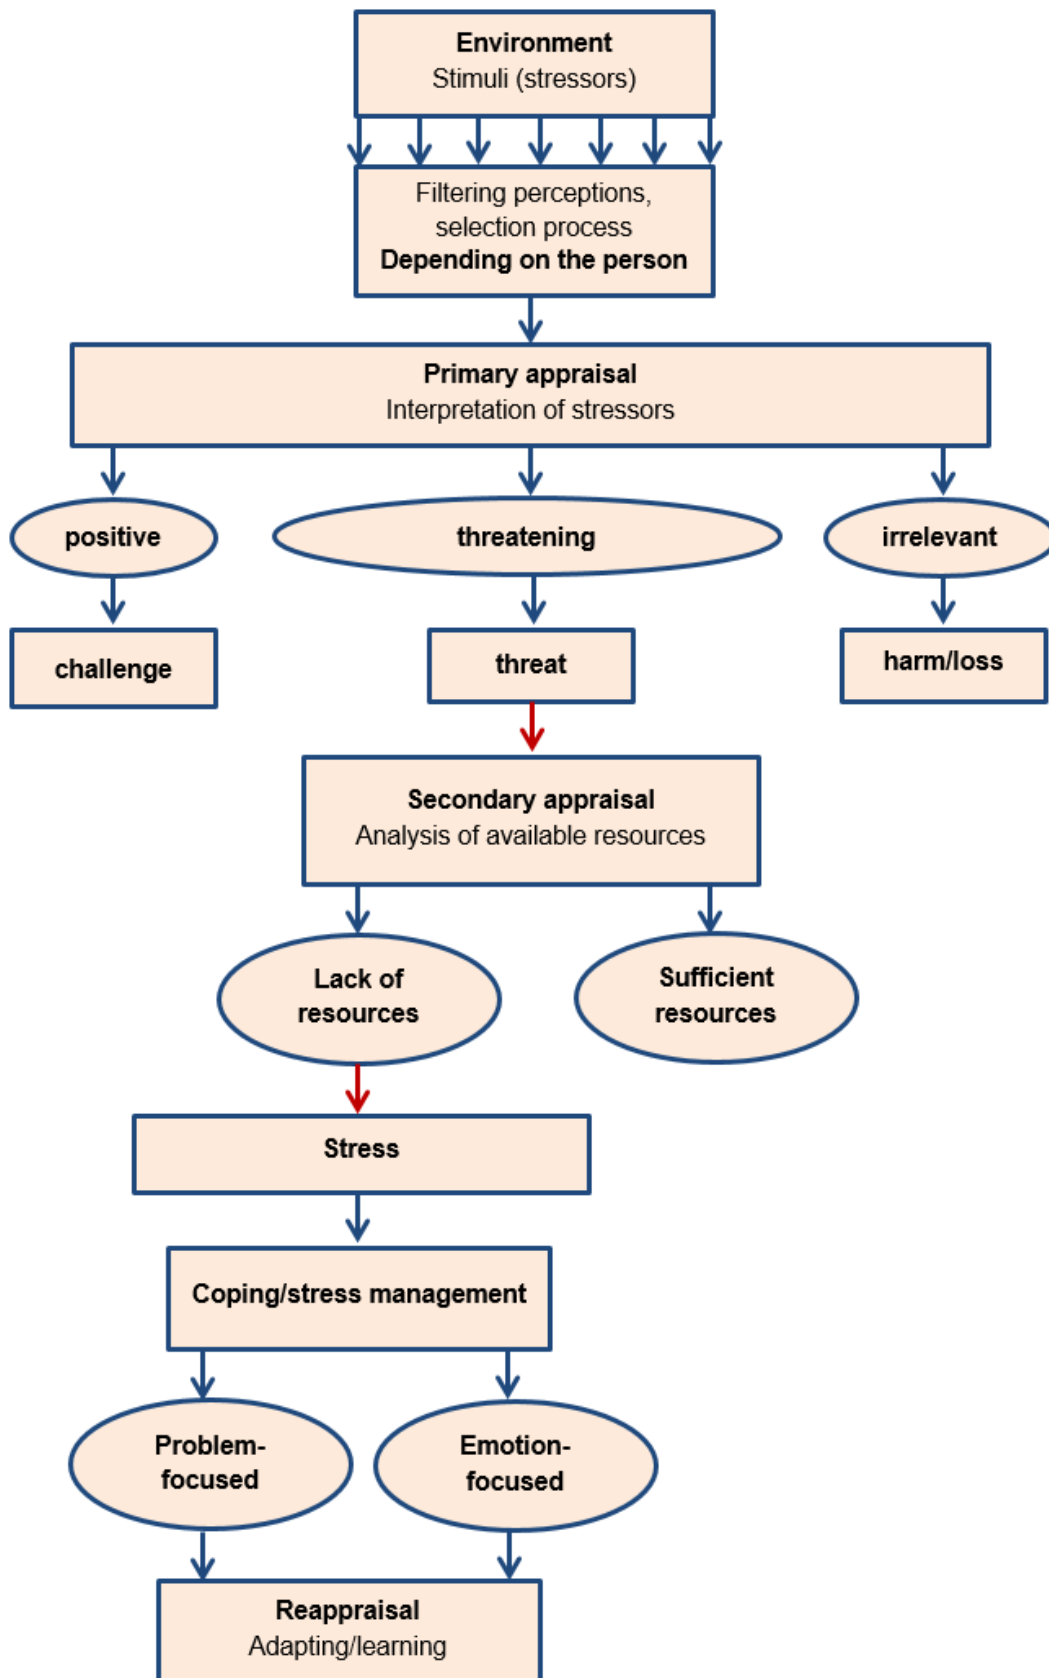 Environment
Stimuli (stressors)
Filtering perceptions,
selection process
Depending on the person
Primary appraisal
Interpretation of stressors
positive
threatening
irrelevant
challenge
threat
harm/loss
Secondary appraisal
Analysis of available resources
Lack of
resources
Sufficient
resources
Stress
Coping/stress management
Problem-
focused
Emotion-
focused
Reappraisal
Adapting/learning